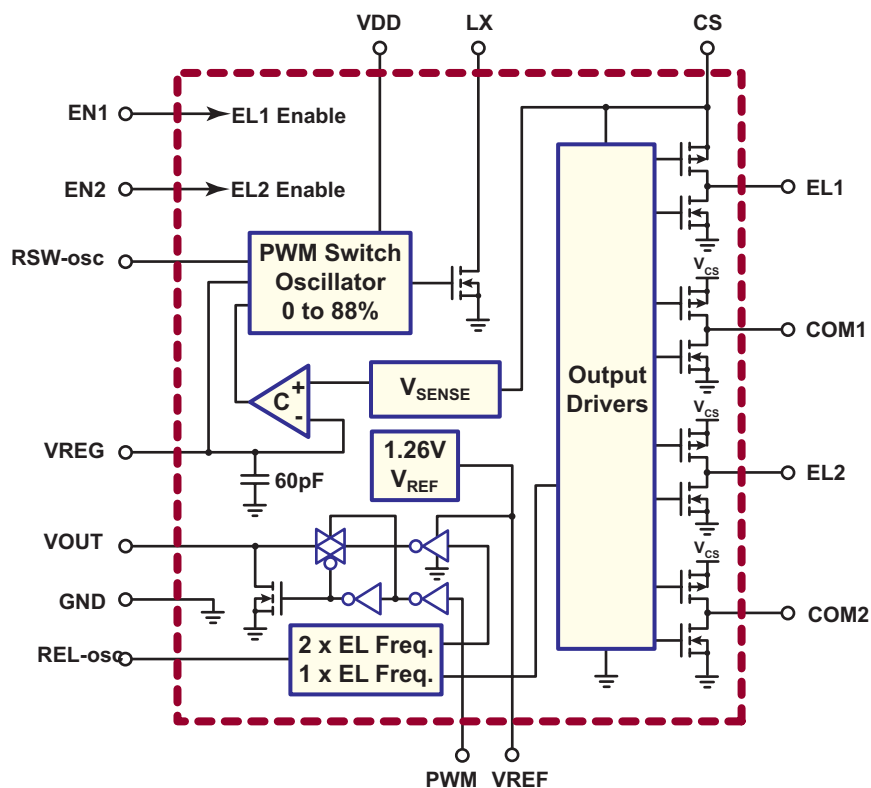 VDD LX CS
EN1 EL1 Enable
EN2 EL2 Enable
EL1
RSW-osc
PWM Switch
Oscillator
0 to 88%
VCS
COM1
C + -
VSENSE
Output
Drivers
VCS
VREG
60pF
1.26V
VREF
EL2
VOUT
VCS
GND
COM2
REL-osc
2 x EL Freq.
1 x EL Freq.
PWM VREF